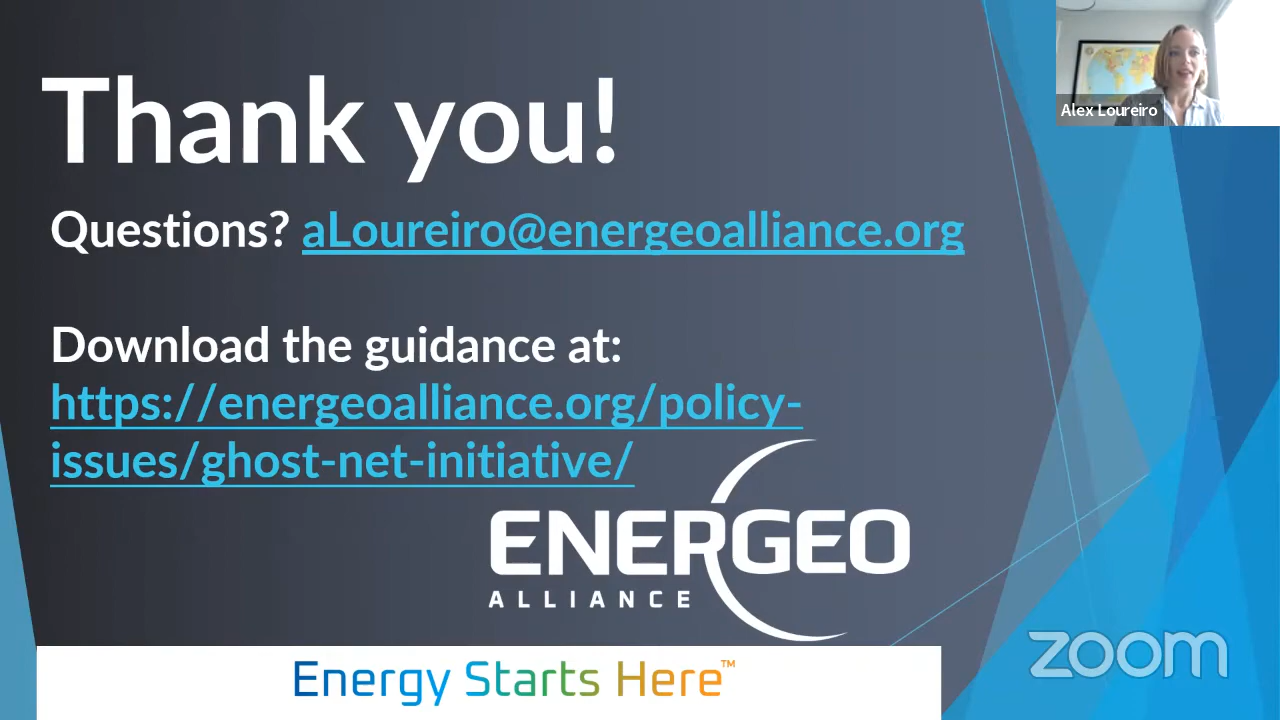 Alex Loureiro
Thank you!
Questions? aLoureiro@energeoalliance.org
Download the guidance at:
https://energeoalliance.org/policy-
issues/ghost-net-initiative/
ENERGEO
ALLIANCE
Energy Starts Here™
zoom